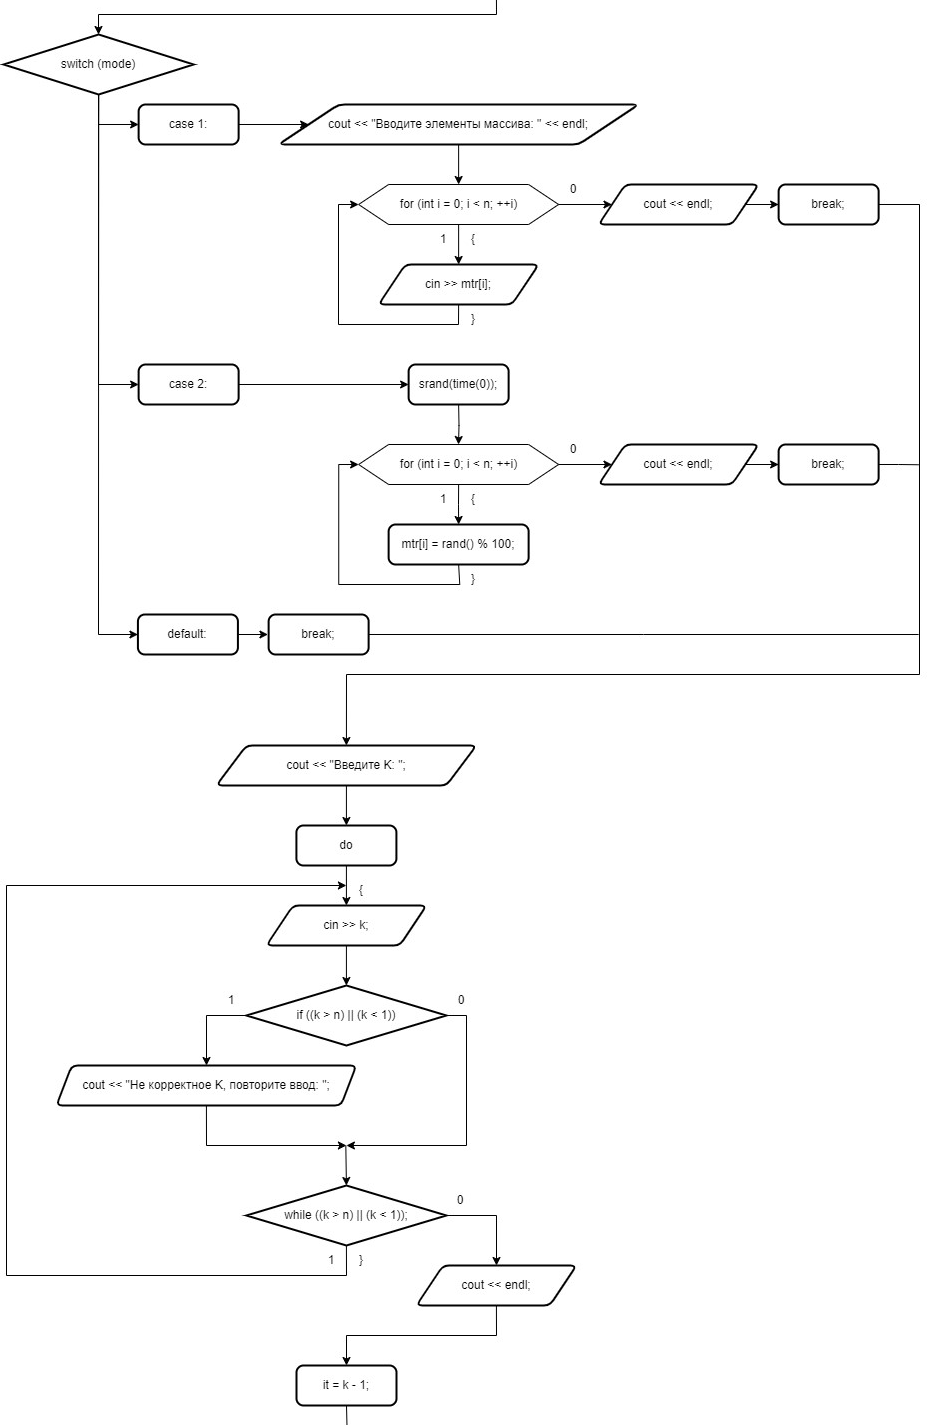 switch (mode)
case 1:
cout << "Вводите элементы массива: " << endl;
for (int i = 0; i < n; ++i)
0
cout << endl;
break;
1
{
cin >> mtr[i];
}
case 2:
srand(time(0));
for (int i = 0; i < n; ++i)
0
cout << endl;
break;
1
{
mtr[i] = rand() % 100;
}
default:
break;
cout << "Введите K: ";
do
{
cin >> k;
if ((k > n) || (k < 1))
1
0
cout << "Не корректное K, повторите ввод: ";
while ((k > n) || (k < 1));
0
1
}
cout << endl;
it = k - 1;